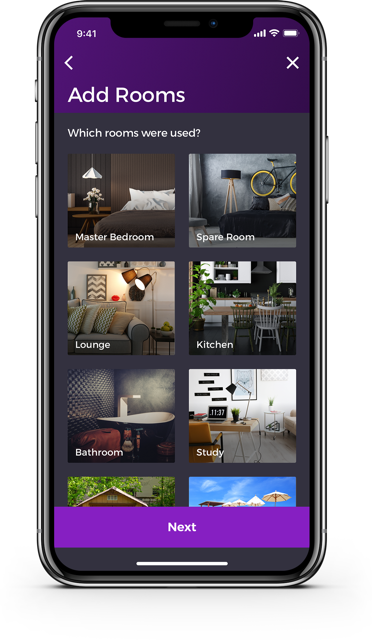 9:41
Add Rooms
Which rooms were used?
Master Bedroom
Spare Room
Lounge
Kitchen
11:37
Bathroom
Study
Next